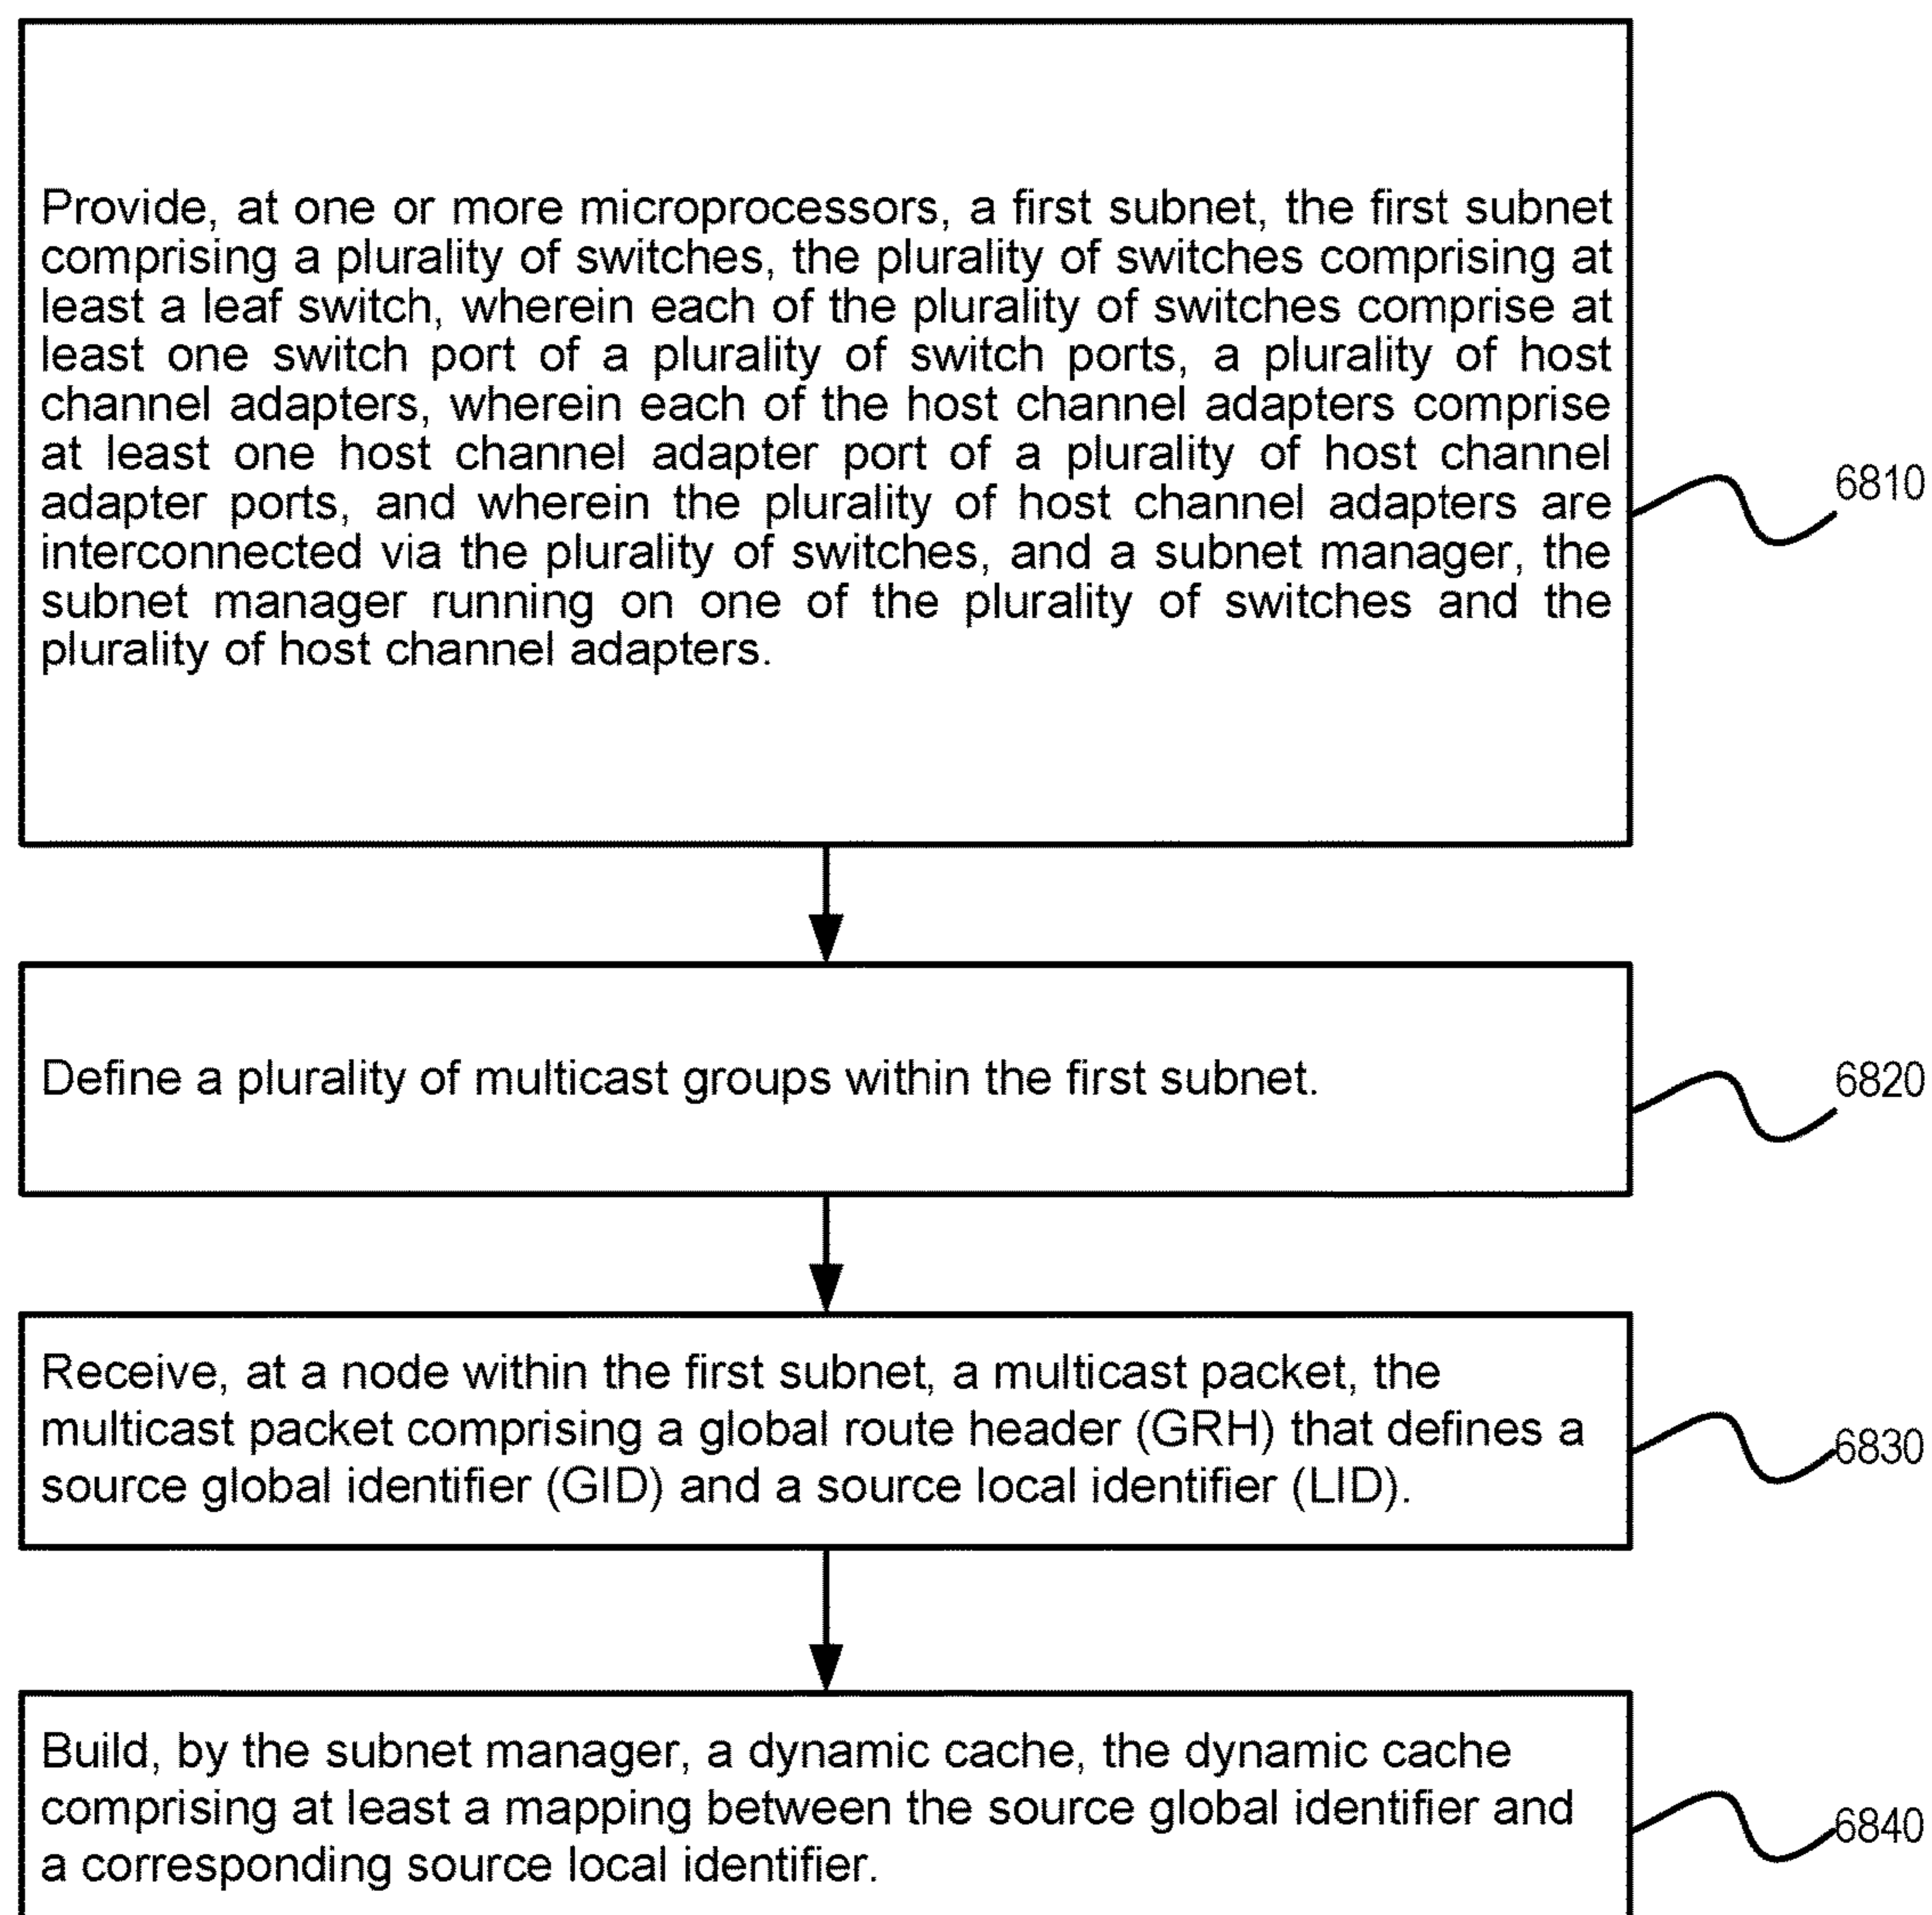 Provide, at one or more microprocessors, a first subnet, the first subnet
comprising a plurality of switches, the plurality of switches comprising at
least a leaf switch, wherein each of the plurality of switches comprise at
least one switch port of a plurality of switch ports, a plurality of host
channel adapters, wherein each of the host channel adapters comprise
at least one host channel adapter port of a plurality of host channel
adapter ports, and wherein the plurality of host channel adapters are
interconnected via the plurality of switches, and a subnet manager, the
subnet manager running on one of the plurality of switches and the
plurality of host channel adapters.
6810
Define a plurality of multicast groups within the first subnet.
6820
Receive, at a node within the first subnet, a multicast packet, the
multicast packet comprising a global route header (GRH) that defines a
source global identifier (GID) and a source local identifier (LID).
6830
Build, by the subnet manager, a dynamic cache, the dynamic cache
comprising at least a mapping between the source global identifier and
a corresponding source local identifier.
6840